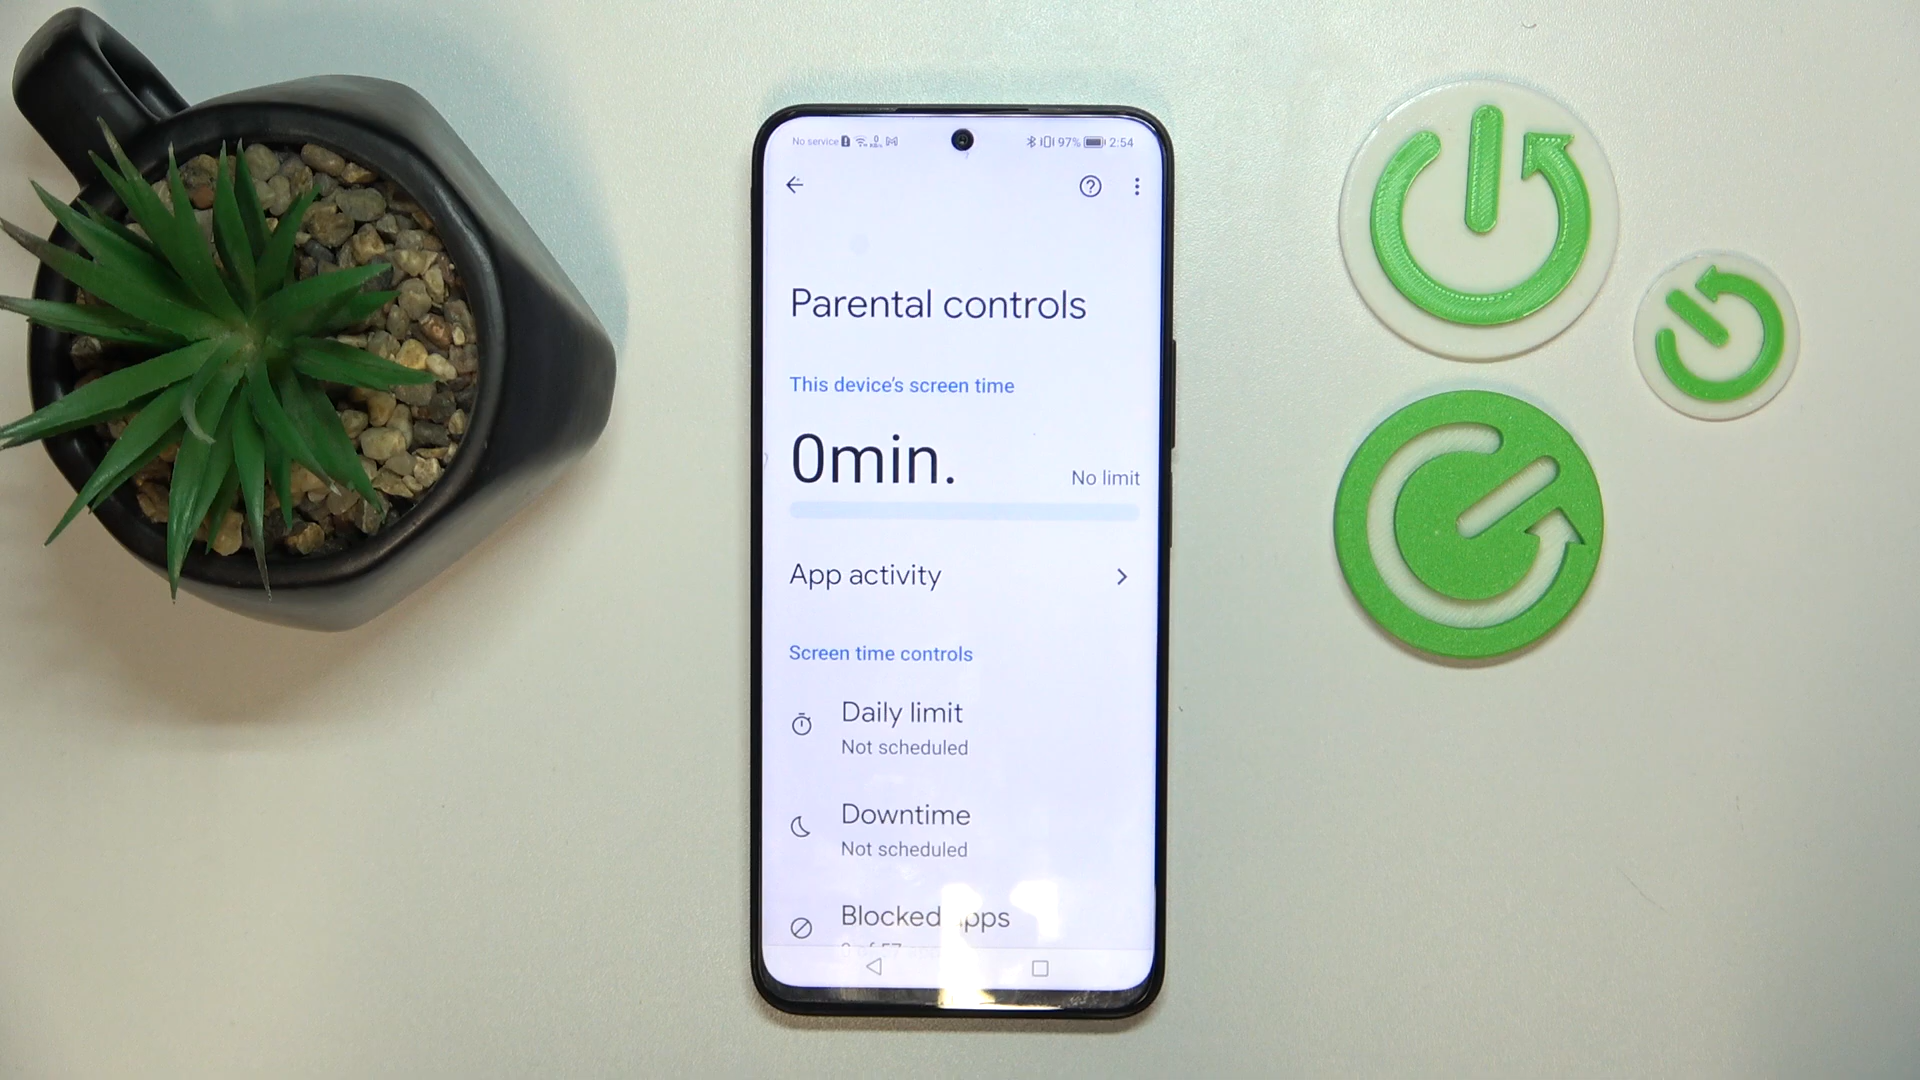 No service 97% 2:54
Parental controls
This device's screen time
0min. No limit
App activity
Screen time controls
Daily limit
Not scheduled
Downtime
Not scheduled
Blocked apps